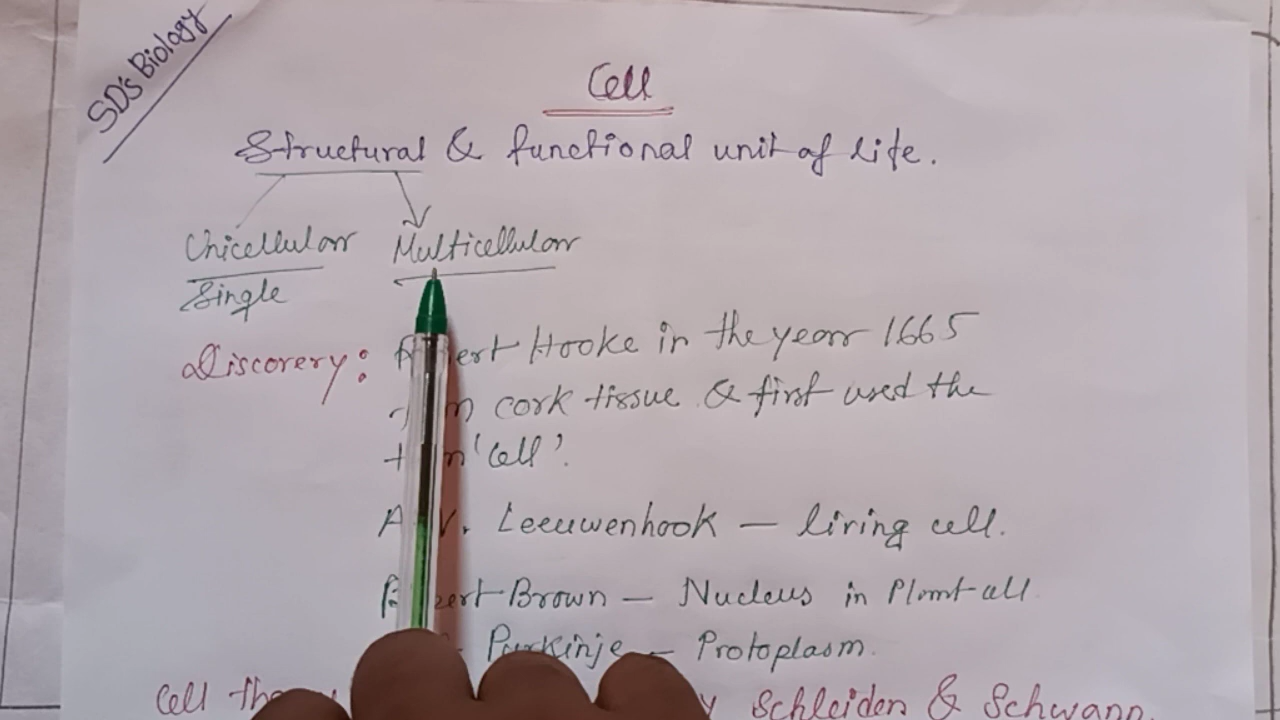 SD's Biology
Cell
Structural & functional unit of life.
Unicellular Multicellular
Single
Discovery: Hooke in the year 1665
cork tissue & first used the
'Cell'.
Leeuwenhook — living cell.
Brown — Nucleus in Plant cell
Purkinje — Protoplasm.
Cell Schleiden & Schwann.